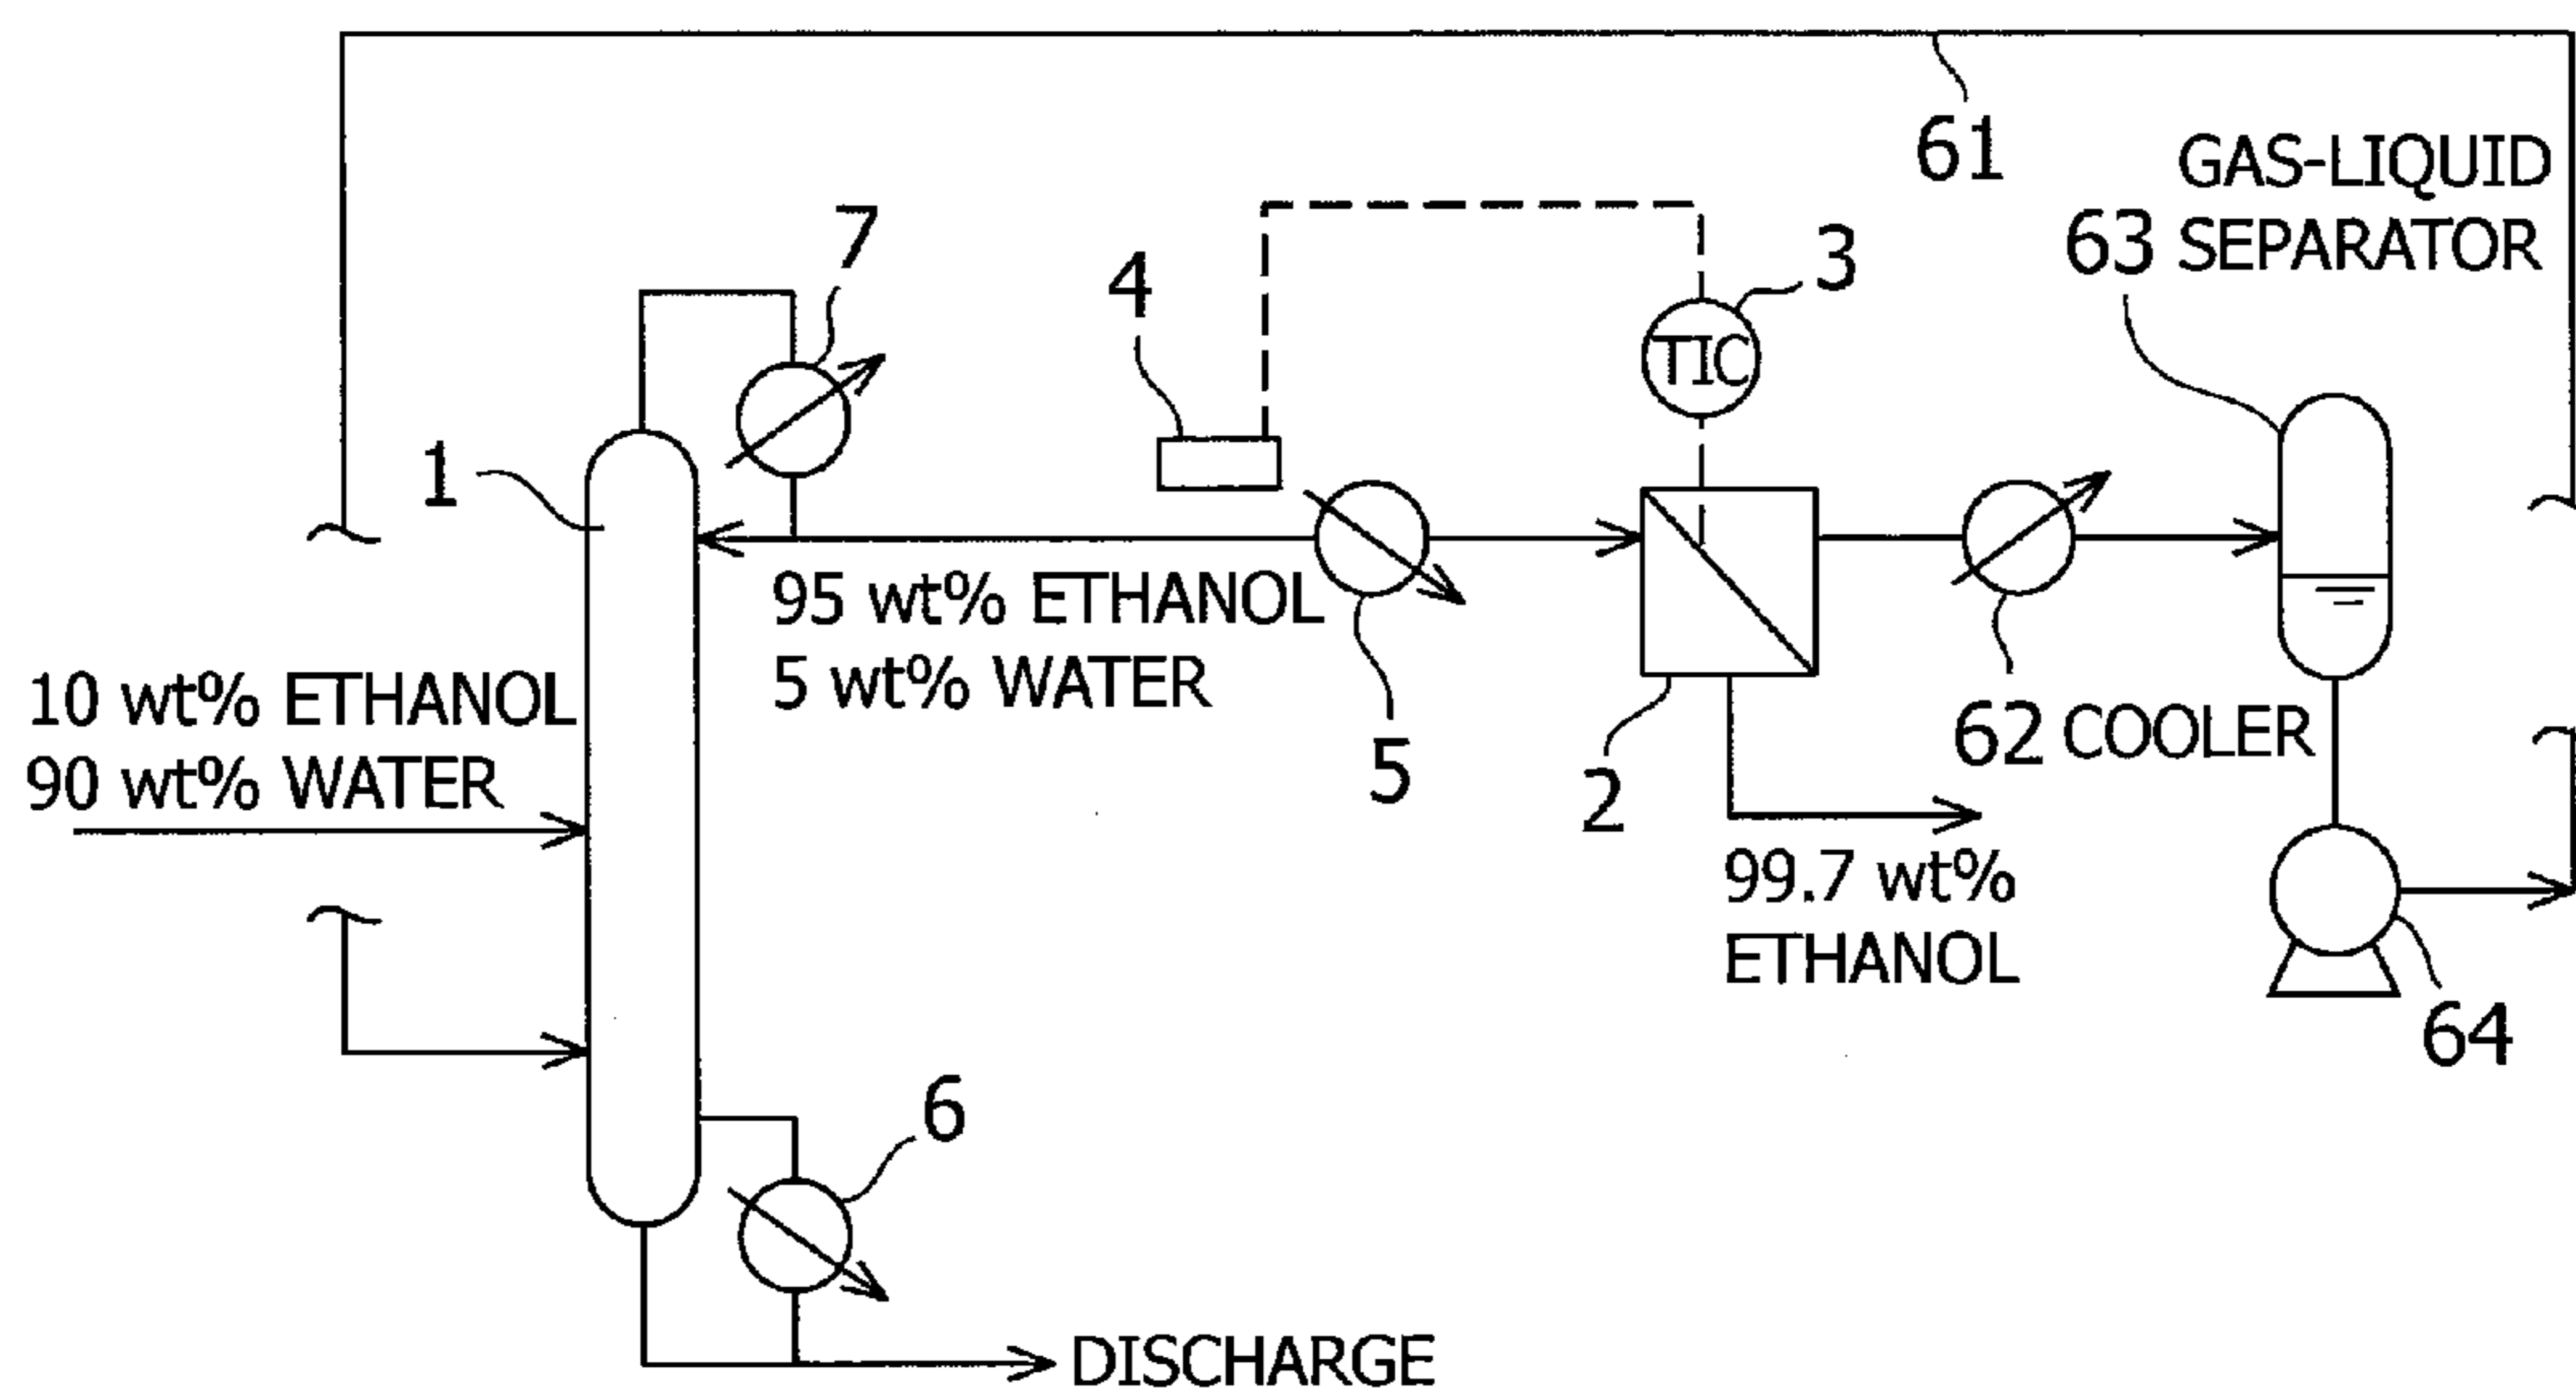 61
GAS-LIQUID
63 SEPARATOR
7
4
3
TIC
1
95 wt% ETHANOL
5 wt% WATER
10 wt% ETHANOL
90 wt% WATER
5
2
62 COOLER
99.7 wt%
ETHANOL
64
6
DISCHARGE